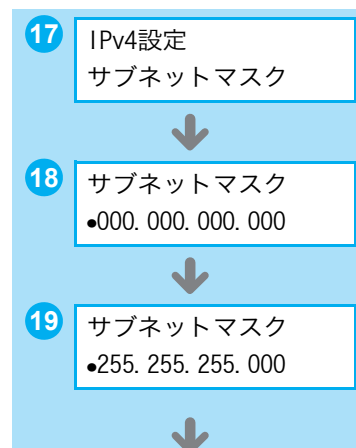 17
IPv4設定
サブネットマスク
18
サブネットマスク
●000. 000. 000. 000
19
サブネットマスク
●255. 255. 255. 000